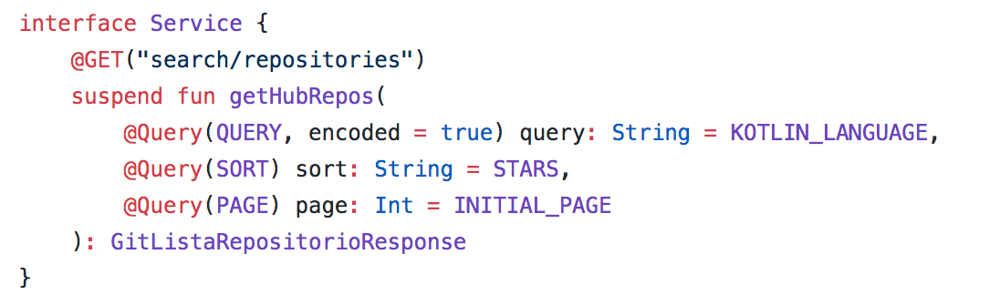 interface Service {
    @GET("search/repositories")
    suspend fun getHubRepos(
        @Query(QUERY, encoded = true) query: String = KOTLIN_LANGUAGE,
        @Query(SORT) sort: String = STARS,
        @Query(PAGE) page: Int = INITIAL_PAGE
    ): GitListaRepositorioResponse
}